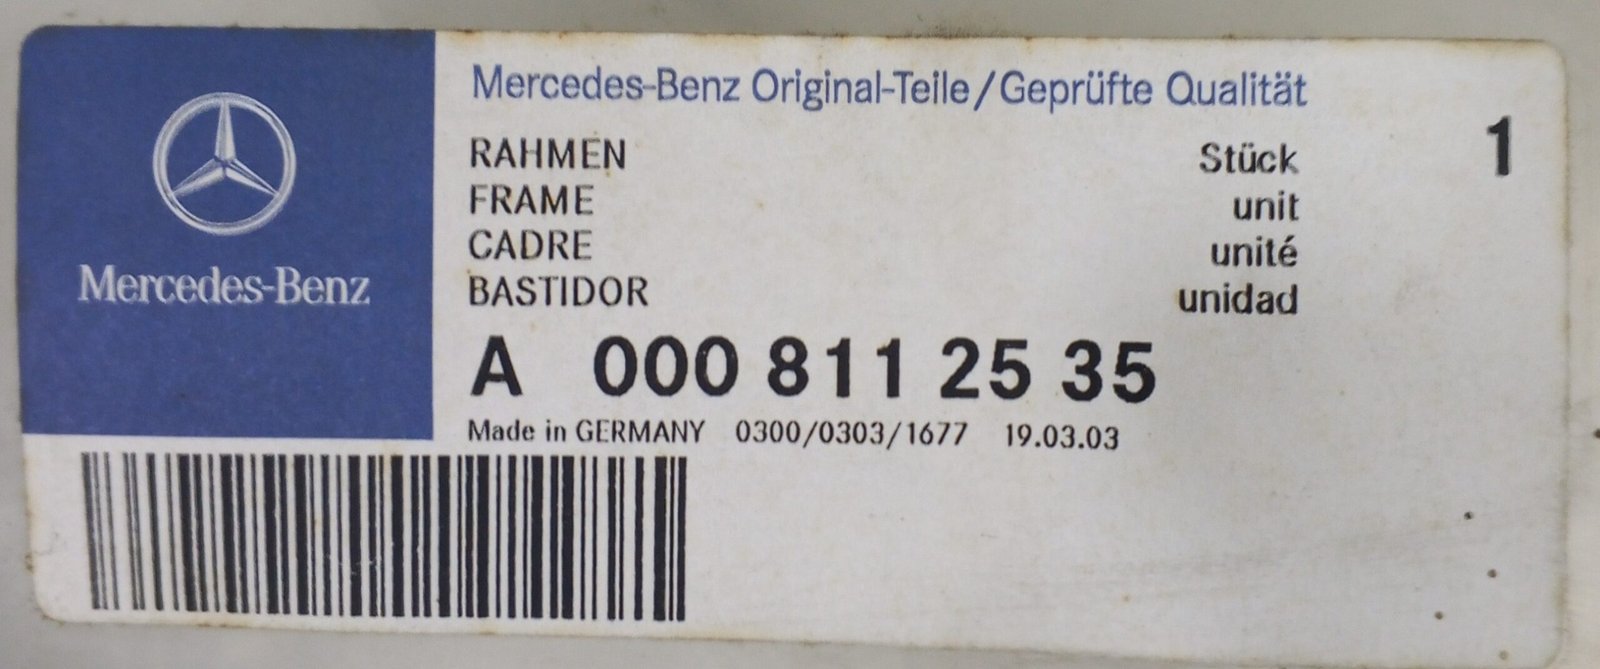 Mercedes-Benz
Mercedes-Benz Original-Teile/Geprüfte Qualität
RAHMEN Stück 1
FRAME unit
CADRE unité
BASTIDOR unidad
A 000 811 25 35
Made in GERMANY 0300/0303/1677 19.03.03